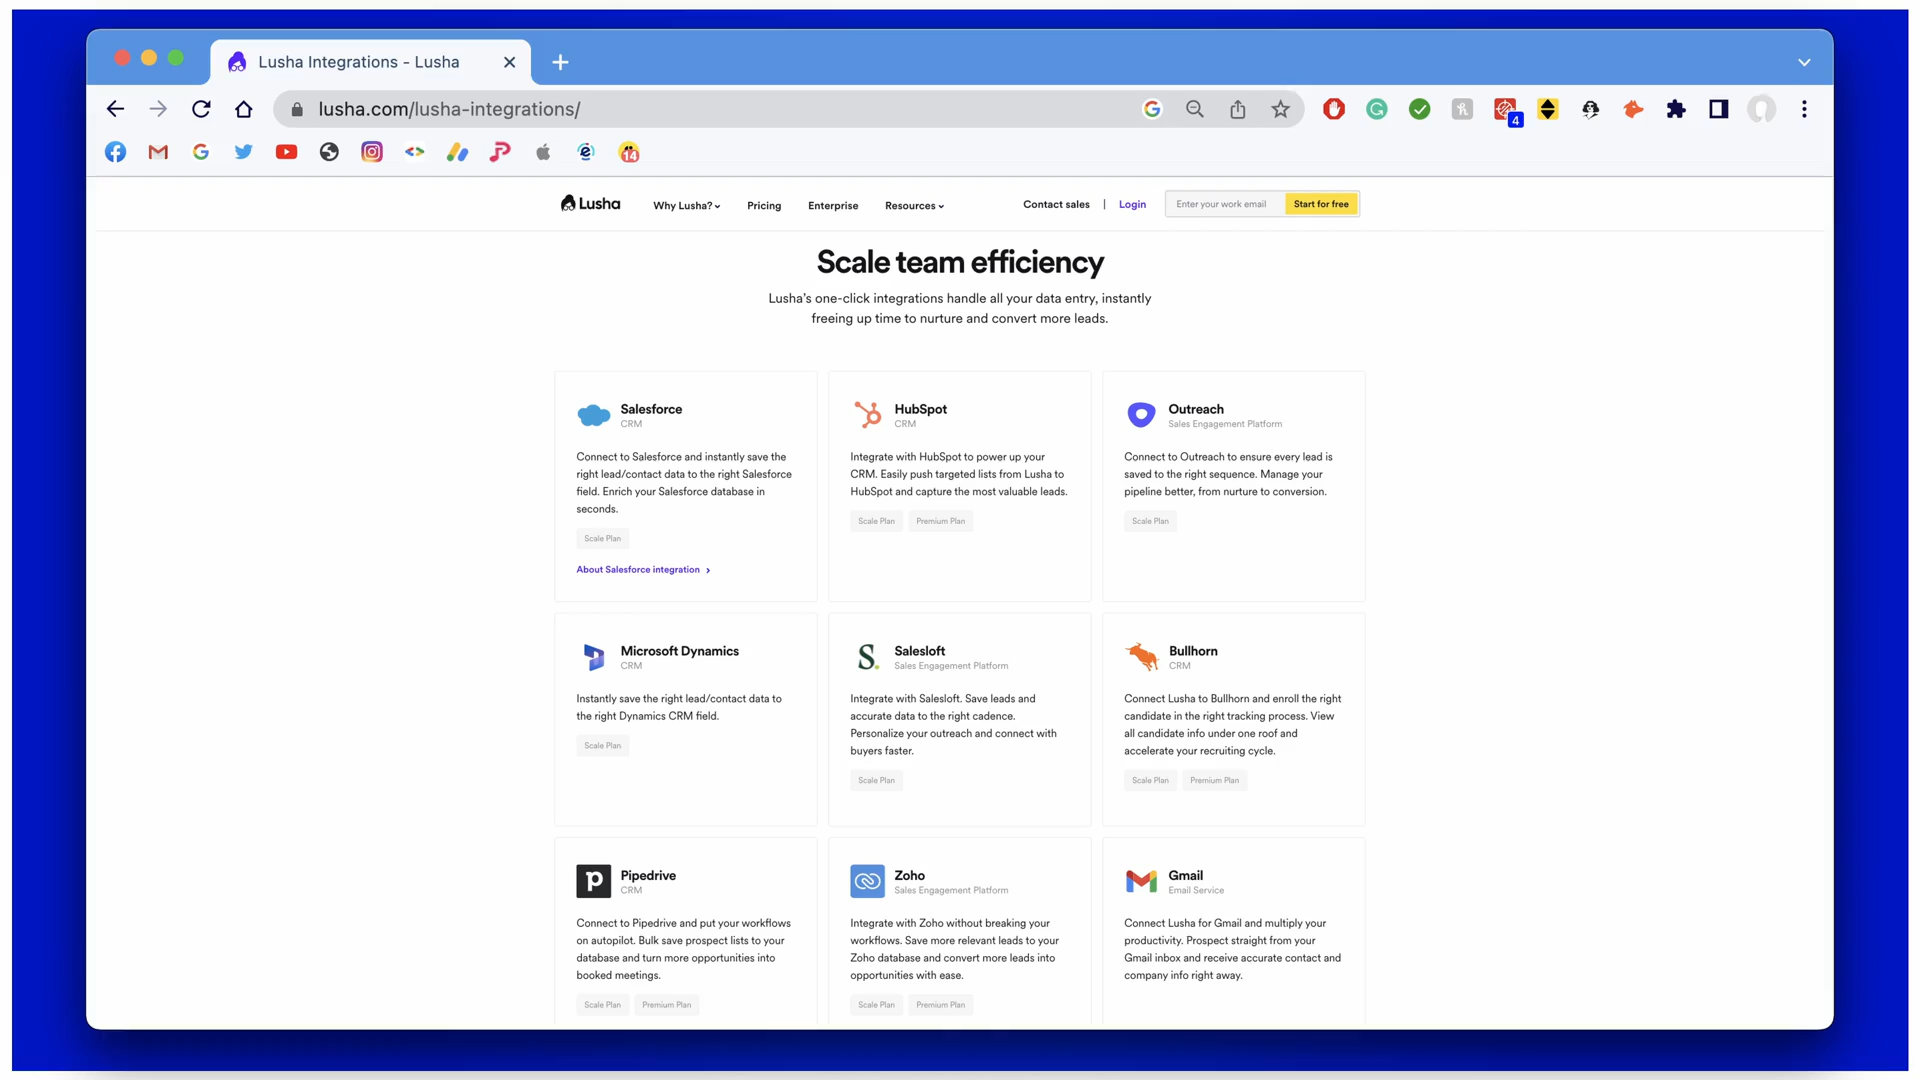 Lusha Integrations - Lusha
lusha.com/lusha-integrations/
4
14
Lusha
Why Lusha?
Pricing
Enterprise
Resources
Contact sales
|
Login
Enter your work email
Start for free
Scale team efficiency
Lusha’s one-click integrations handle all your data entry, instantly
freeing up time to nurture and convert more leads.
Salesforce
CRM
Connect to Salesforce and instantly save the
right lead/contact data to the right Salesforce
field. Enrich your Salesforce database in
seconds.
Scale Plan
About Salesforce integration
HubSpot
CRM
Integrate with HubSpot to power up your
CRM. Easily push targeted lists from Lusha to
HubSpot and capture the most valuable leads.
Scale Plan Premium Plan
Outreach
Sales Engagement Platform
Connect to Outreach to ensure every lead is
saved to the right sequence. Manage your
pipeline better, from nurture to conversion.
Scale Plan
Microsoft Dynamics
CRM
Instantly save the right lead/contact data to
the right Dynamics CRM field.
Scale Plan
Salesloft
Sales Engagement Platform
Integrate with Salesloft. Save leads and
accurate data to the right cadence.
Personalize your outreach and connect with
buyers faster.
Scale Plan
Bullhorn
CRM
Connect Lusha to Bullhorn and enroll the right
candidate in the right tracking process. View
all candidate info under one roof and
accelerate your recruiting cycle.
Scale Plan Premium Plan
Pipedrive
CRM
Connect to Pipedrive and put your workflows
on autopilot. Bulk save prospect lists to your
database and turn more opportunities into
booked meetings.
Scale Plan Premium Plan
Zoho
Sales Engagement Platform
Integrate with Zoho without breaking your
workflows. Save more relevant leads to your
Zoho database and convert more leads into
opportunities with ease.
Scale Plan Premium Plan
Gmail
Email Service
Connect Lusha for Gmail and multiply your
productivity. Prospect straight from your
Gmail inbox and receive accurate contact and
company info right away.